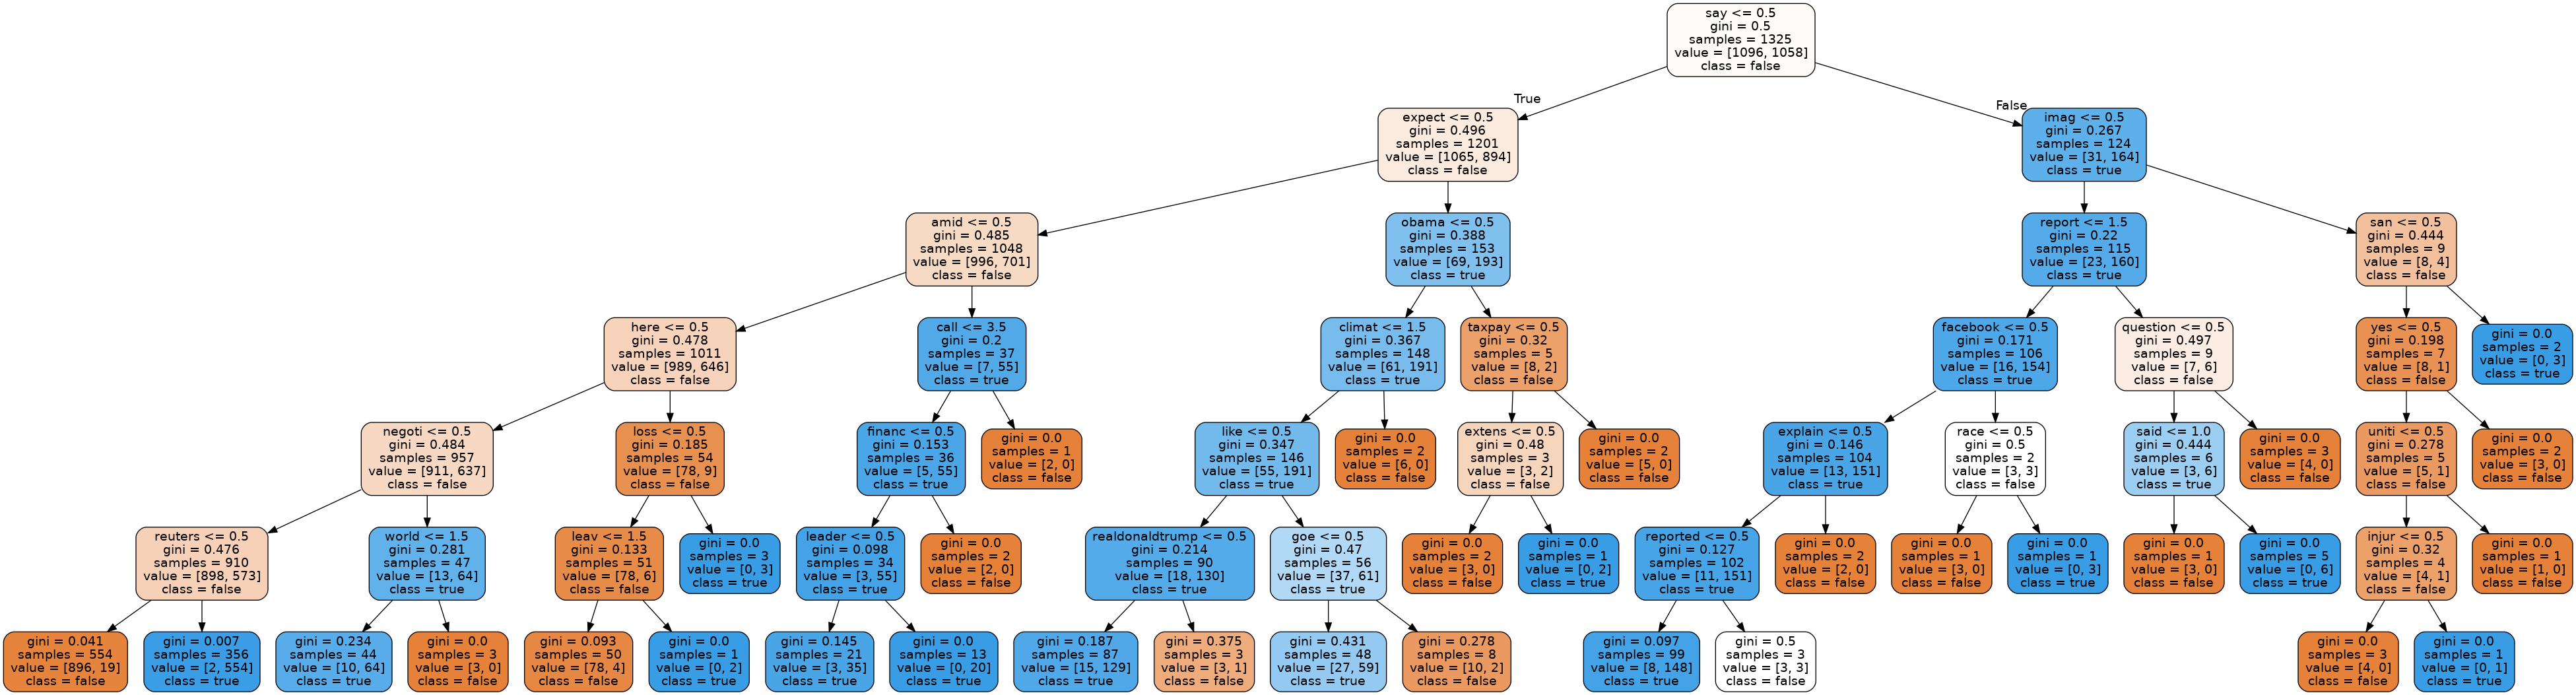 say <= 0.5
gini = 0.5
samples = 1325
value = [1096, 1058]
class = false
True
False
expect <= 0.5
gini = 0.496
samples = 1201
value = [1065, 894]
class = false
imag <= 0.5
gini = 0.267
samples = 124
value = [31, 164]
class = true
amid <= 0.5
gini = 0.485
samples = 1048
value = [996, 701]
class = false
obama <= 0.5
gini = 0.388
samples = 153
value = [69, 193]
class = true
report <= 1.5
gini = 0.22
samples = 115
value = [23, 160]
class = true
san <= 0.5
gini = 0.444
samples = 9
value = [8, 4]
class = false
here <= 0.5
gini = 0.478
samples = 1011
value = [989, 646]
class = false
call <= 3.5
gini = 0.2
samples = 37
value = [7, 55]
class = true
climat <= 1.5
gini = 0.367
samples = 148
value = [61, 191]
class = true
taxpay <= 0.5
gini = 0.32
samples = 5
value = [8, 2]
class = false
facebook <= 0.5
gini = 0.171
samples = 106
value = [16, 154]
class = true
question <= 0.5
gini = 0.497
samples = 9
value = [7, 6]
class = false
yes <= 0.5
gini = 0.198
samples = 7
value = [8, 1]
class = false
gini = 0.0
samples = 2
value = [0, 3]
class = true
negoti <= 0.5
gini = 0.484
samples = 957
value = [911, 637]
class = false
loss <= 0.5
gini = 0.185
samples = 54
value = [78, 9]
class = false
financ <= 0.5
gini = 0.153
samples = 36
value = [5, 55]
class = true
gini = 0.0
samples = 1
value = [2, 0]
class = false
like <= 0.5
gini = 0.347
samples = 146
value = [55, 191]
class = true
gini = 0.0
samples = 2
value = [6, 0]
class = false
extens <= 0.5
gini = 0.48
samples = 3
value = [3, 2]
class = false
gini = 0.0
samples = 2
value = [5, 0]
class = false
explain <= 0.5
gini = 0.146
samples = 104
value = [13, 151]
class = true
race <= 0.5
gini = 0.5
samples = 2
value = [3, 3]
class = false
said <= 1.0
gini = 0.444
samples = 6
value = [3, 6]
class = true
gini = 0.0
samples = 3
value = [4, 0]
class = false
uniti <= 0.5
gini = 0.278
samples = 5
value = [5, 1]
class = false
gini = 0.0
samples = 2
value = [3, 0]
class = false
reuters <= 0.5
gini = 0.476
samples = 910
value = [898, 573]
class = false
world <= 1.5
gini = 0.281
samples = 47
value = [13, 64]
class = true
leav <= 1.5
gini = 0.133
samples = 51
value = [78, 6]
class = false
gini = 0.0
samples = 3
value = [0, 3]
class = true
leader <= 0.5
gini = 0.098
samples = 34
value = [3, 55]
class = true
gini = 0.0
samples = 2
value = [2, 0]
class = false
realdonaldtrump <= 0.5
gini = 0.214
samples = 90
value = [18, 130]
class = true
goe <= 0.5
gini = 0.47
samples = 56
value = [37, 61]
class = true
gini = 0.0
samples = 2
value = [3, 0]
class = false
gini = 0.0
samples = 1
value = [0, 2]
class = true
reported <= 0.5
gini = 0.127
samples = 102
value = [11, 151]
class = true
gini = 0.0
samples = 2
value = [2, 0]
class = false
gini = 0.0
samples = 1
value = [3, 0]
class = false
gini = 0.0
samples = 1
value = [0, 3]
class = true
gini = 0.0
samples = 1
value = [3, 0]
class = false
gini = 0.0
samples = 5
value = [0, 6]
class = true
injur <= 0.5
gini = 0.32
samples = 4
value = [4, 1]
class = false
gini = 0.0
samples = 1
value = [1, 0]
class = false
gini = 0.041
samples = 554
value = [896, 19]
class = false
gini = 0.007
samples = 356
value = [2, 554]
class = true
gini = 0.234
samples = 44
value = [10, 64]
class = true
gini = 0.0
samples = 3
value = [3, 0]
class = false
gini = 0.093
samples = 50
value = [78, 4]
class = false
gini = 0.0
samples = 1
value = [0, 2]
class = true
gini = 0.145
samples = 21
value = [3, 35]
class = true
gini = 0.0
samples = 13
value = [0, 20]
class = true
gini = 0.187
samples = 87
value = [15, 129]
class = true
gini = 0.375
samples = 3
value = [3, 1]
class = false
gini = 0.431
samples = 48
value = [27, 59]
class = true
gini = 0.278
samples = 8
value = [10, 2]
class = false
gini = 0.097
samples = 99
value = [8, 148]
class = true
gini = 0.5
samples = 3
value = [3, 3]
class = false
gini = 0.0
samples = 3
value = [4, 0]
class = false
gini = 0.0
samples = 1
value = [0, 1]
class = true